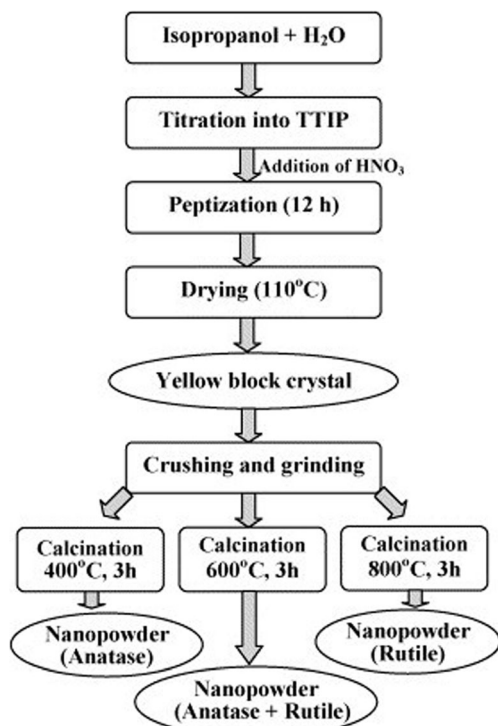 Isopropanol + H₂O
Titration into TTIP
Addition of HNO₃
Peptization (12 h)
Drying (110°C)
Yellow block crystal
Crushing and grinding
Calcination
400°C, 3h
Calcination
600°C, 3h
Calcination
800°C, 3h
Nanopowder
(Anatase)
Nanopowder
(Anatase + Rutile)
Nanopowder
(Rutile)